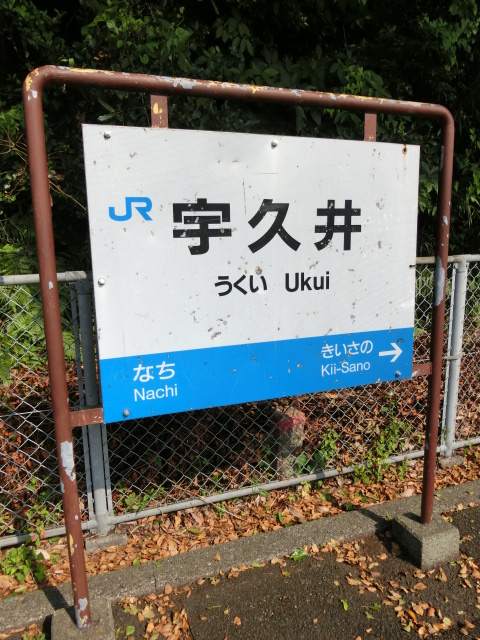 JR 宇久井
うくい Ukui
なち きいさの →
Nachi Kii-Sano